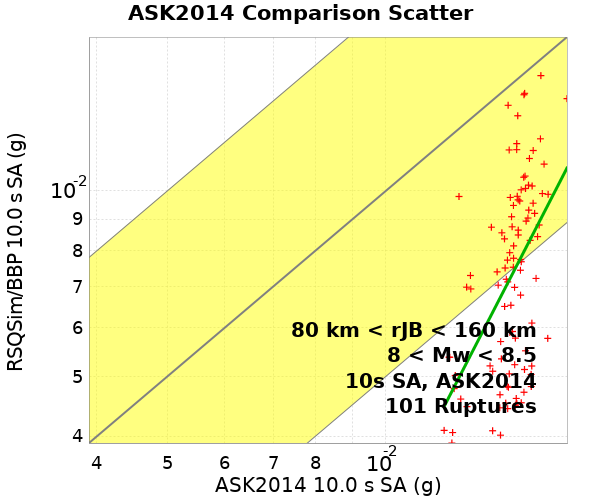 ASK2014 Comparison Scatter
RSQSim/BBP 10.0 s SA (g)
10-2
9
8
7
6
5
4
80 km < rJB < 160 km
8 < Mw < 8.5
10s SA, ASK2014
101 Ruptures
4 5 6 7 8 10-2
ASK2014 10.0 s SA (g)